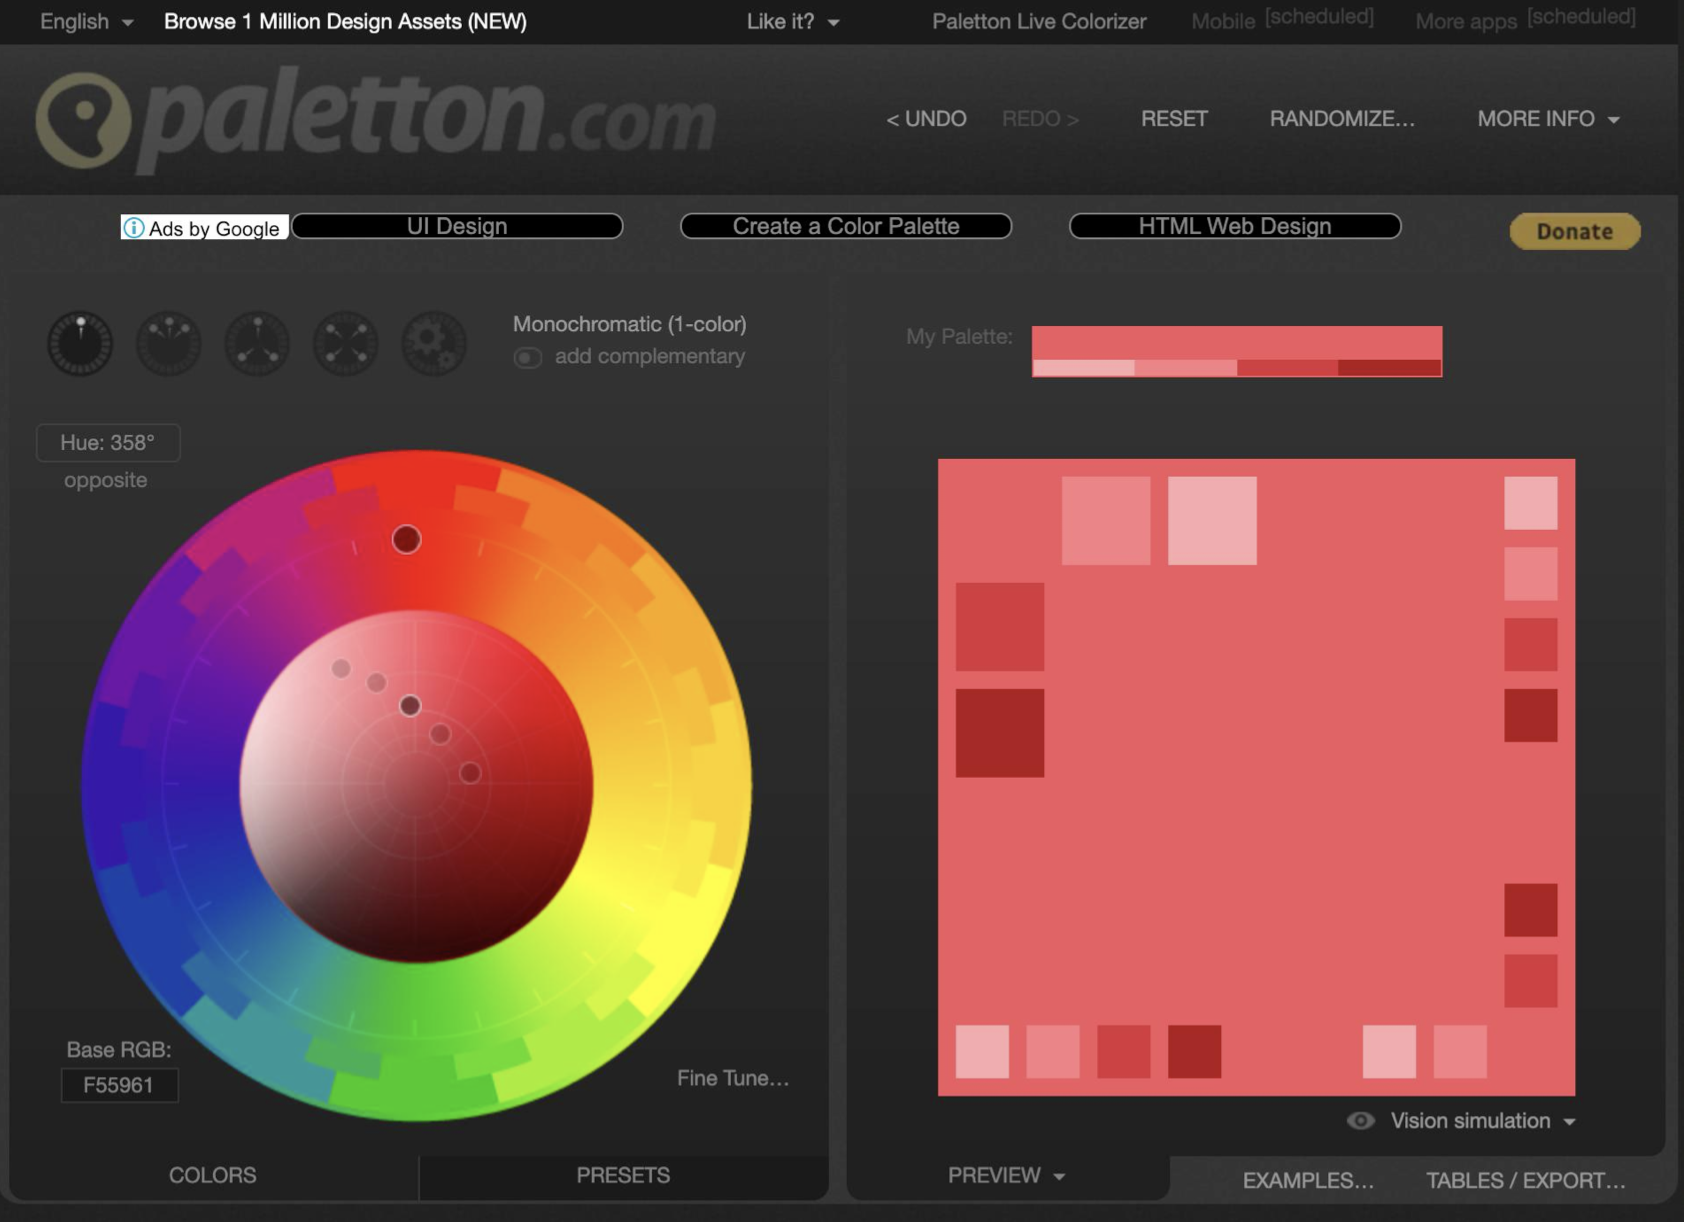 English Browse 1 Million Design Assets (NEW) Like it? Paletton Live Colorizer Mobile [scheduled] More apps [scheduled]
paletton.com < UNDO REDO > RESET RANDOMIZE... MORE INFO
Ads by Google UI Design Create a Color Palette HTML Web Design Donate
Monochromatic (1-color)
add complementary
My Palette:
Hue: 358°
opposite
Base RGB:
F55961
Fine Tune...
Vision simulation
COLORS PRESETS PREVIEW EXAMPLES... TABLES / EXPORT...